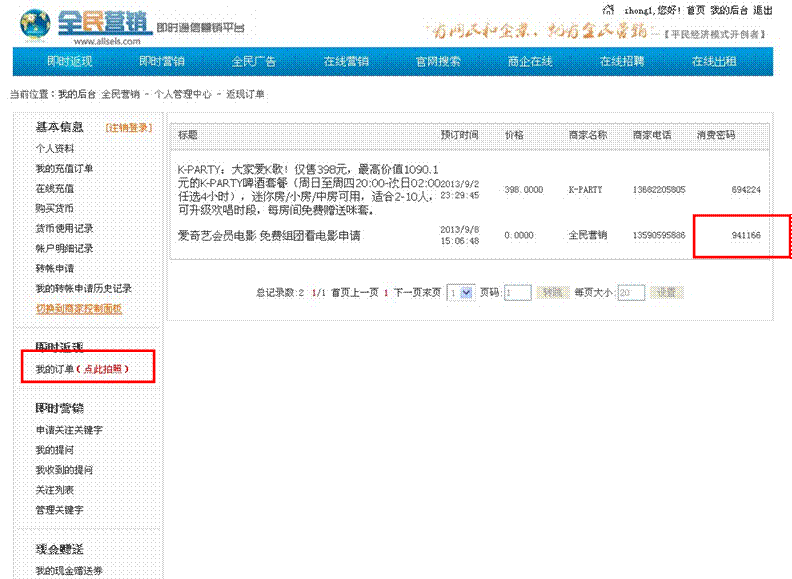 zhong1,您好! 首页 我的后台 退出
全民营销 即时通信营销平台
www.allsels.com
【平民经济模式开创者】
即时返现 即时营销 全民广告 在线营销 官网搜索 商企在线 在线招聘 在线出租
当前位置:我的后台 全民营销 - 个人管理中心 - 返现订单
基本信息 [注销登录]
个人资料
我的充值订单
在线充值
购买货币
货币使用记录
帐户明细记录
转帐申请
我的转帐申请历史记录
切换到商家控制面板
即时返现
我的订单(点此拍照)
即时营销
申请关注关键字
我的提问
我收到的提问
关注列表
管理关键字
现金赠送
我的现金赠送券
标题 预订时间 价格 商家名称 商家电话 消费密码
K-PARTY:大家爱K歌!仅售398元,最高价值1090.1
元的K-PARTY啤酒套餐(周日至周四20:00-次日02:00
任选4小时),迷你房/小房/中房可用,适合2-10人,
可升级欢唱时段,每房间免费赠送咪套。
2013/9/2
23:29:45
398.0000 K-PARTY 13682205805 694224
爱奇艺会员电影 免费组团看电影申请
2013/9/8
15:06:48
0.0000 全民营销 13590595886 941166
总记录数:2 1/1 首页上一页 1 下一页末页 1 页码:1 转跳 每页大小:20 设置